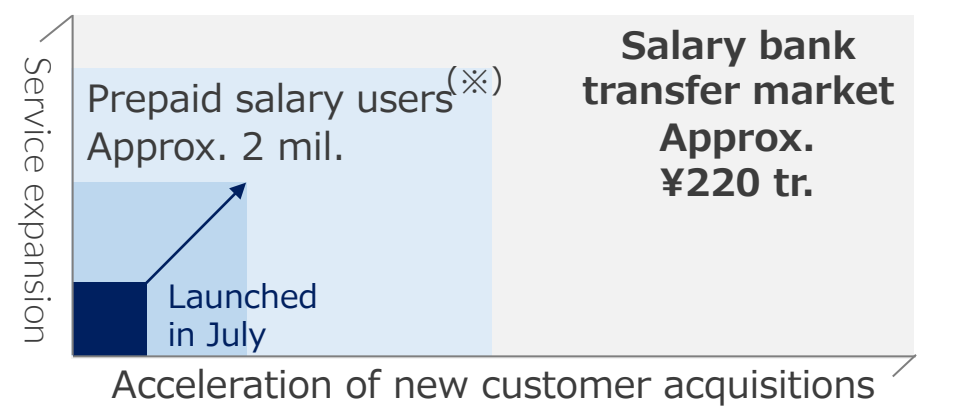 Service expansion
Prepaid salary users(※)
Approx. 2 mil.
Salary bank
transfer market
Approx.
¥220 tr.
Launched
in July
Acceleration of new customer acquisitions